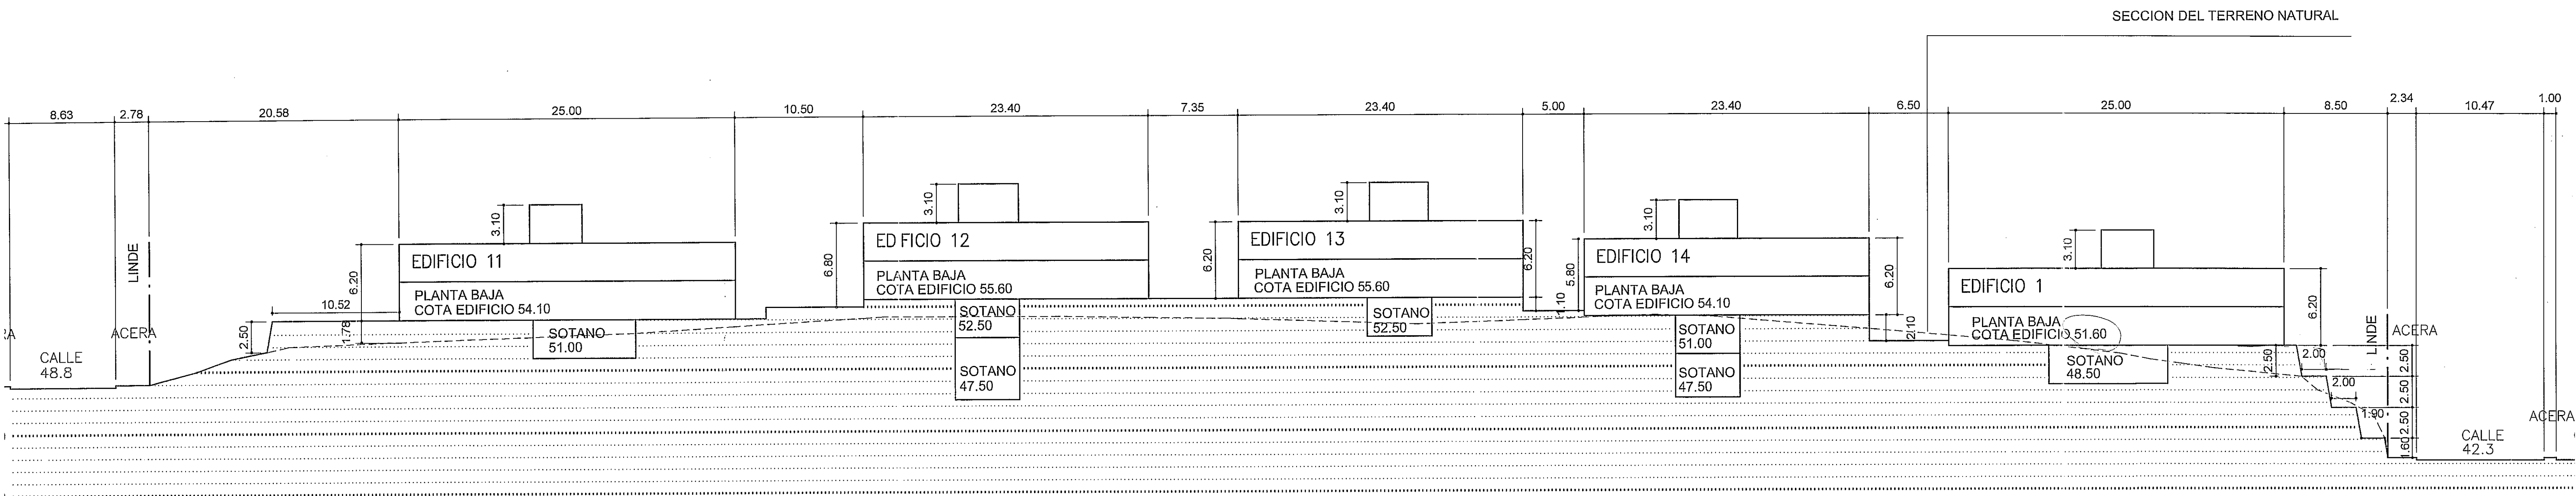 SECCION DEL TERRENO NATURAL
8.63
2.78
20.58
25.00
10.50
23.40
7.35
23.40
5.00
23.40
6.50
25.00
8.50
2.34
10.47
1.00
3.10
3.10
3.10
3.10
3.10
LINDE
6.20
EDIFICIO 11
PLANTA BAJA
COTA EDIFICIO 54.10
6.80
ED FICIO 12
PLANTA BAJA
COTA EDIFICIO 55.60
6.20
EDIFICIO 13
PLANTA BAJA
COTA EDIFICIO 55.60
6.20
5.80
1.10
EDIFICIO 14
PLANTA BAJA
COTA EDIFICIO 54.10
6.20
2.10
EDIFICIO 1
PLANTA BAJA
COTA EDIFICIO 51.60
6.20
LINDE
ACERA
10.52
2.50
1.78
ACERA
CALLE
48.8
SOTANO
51.00
SOTANO
52.50
SOTANO
47.50
SOTANO
52.50
SOTANO
51.00
SOTANO
47.50
SOTANO
48.50
2.50
2.00
2.00
1.90
2.50
2.50
2.50
1.60
ACERA
CALLE
42.3